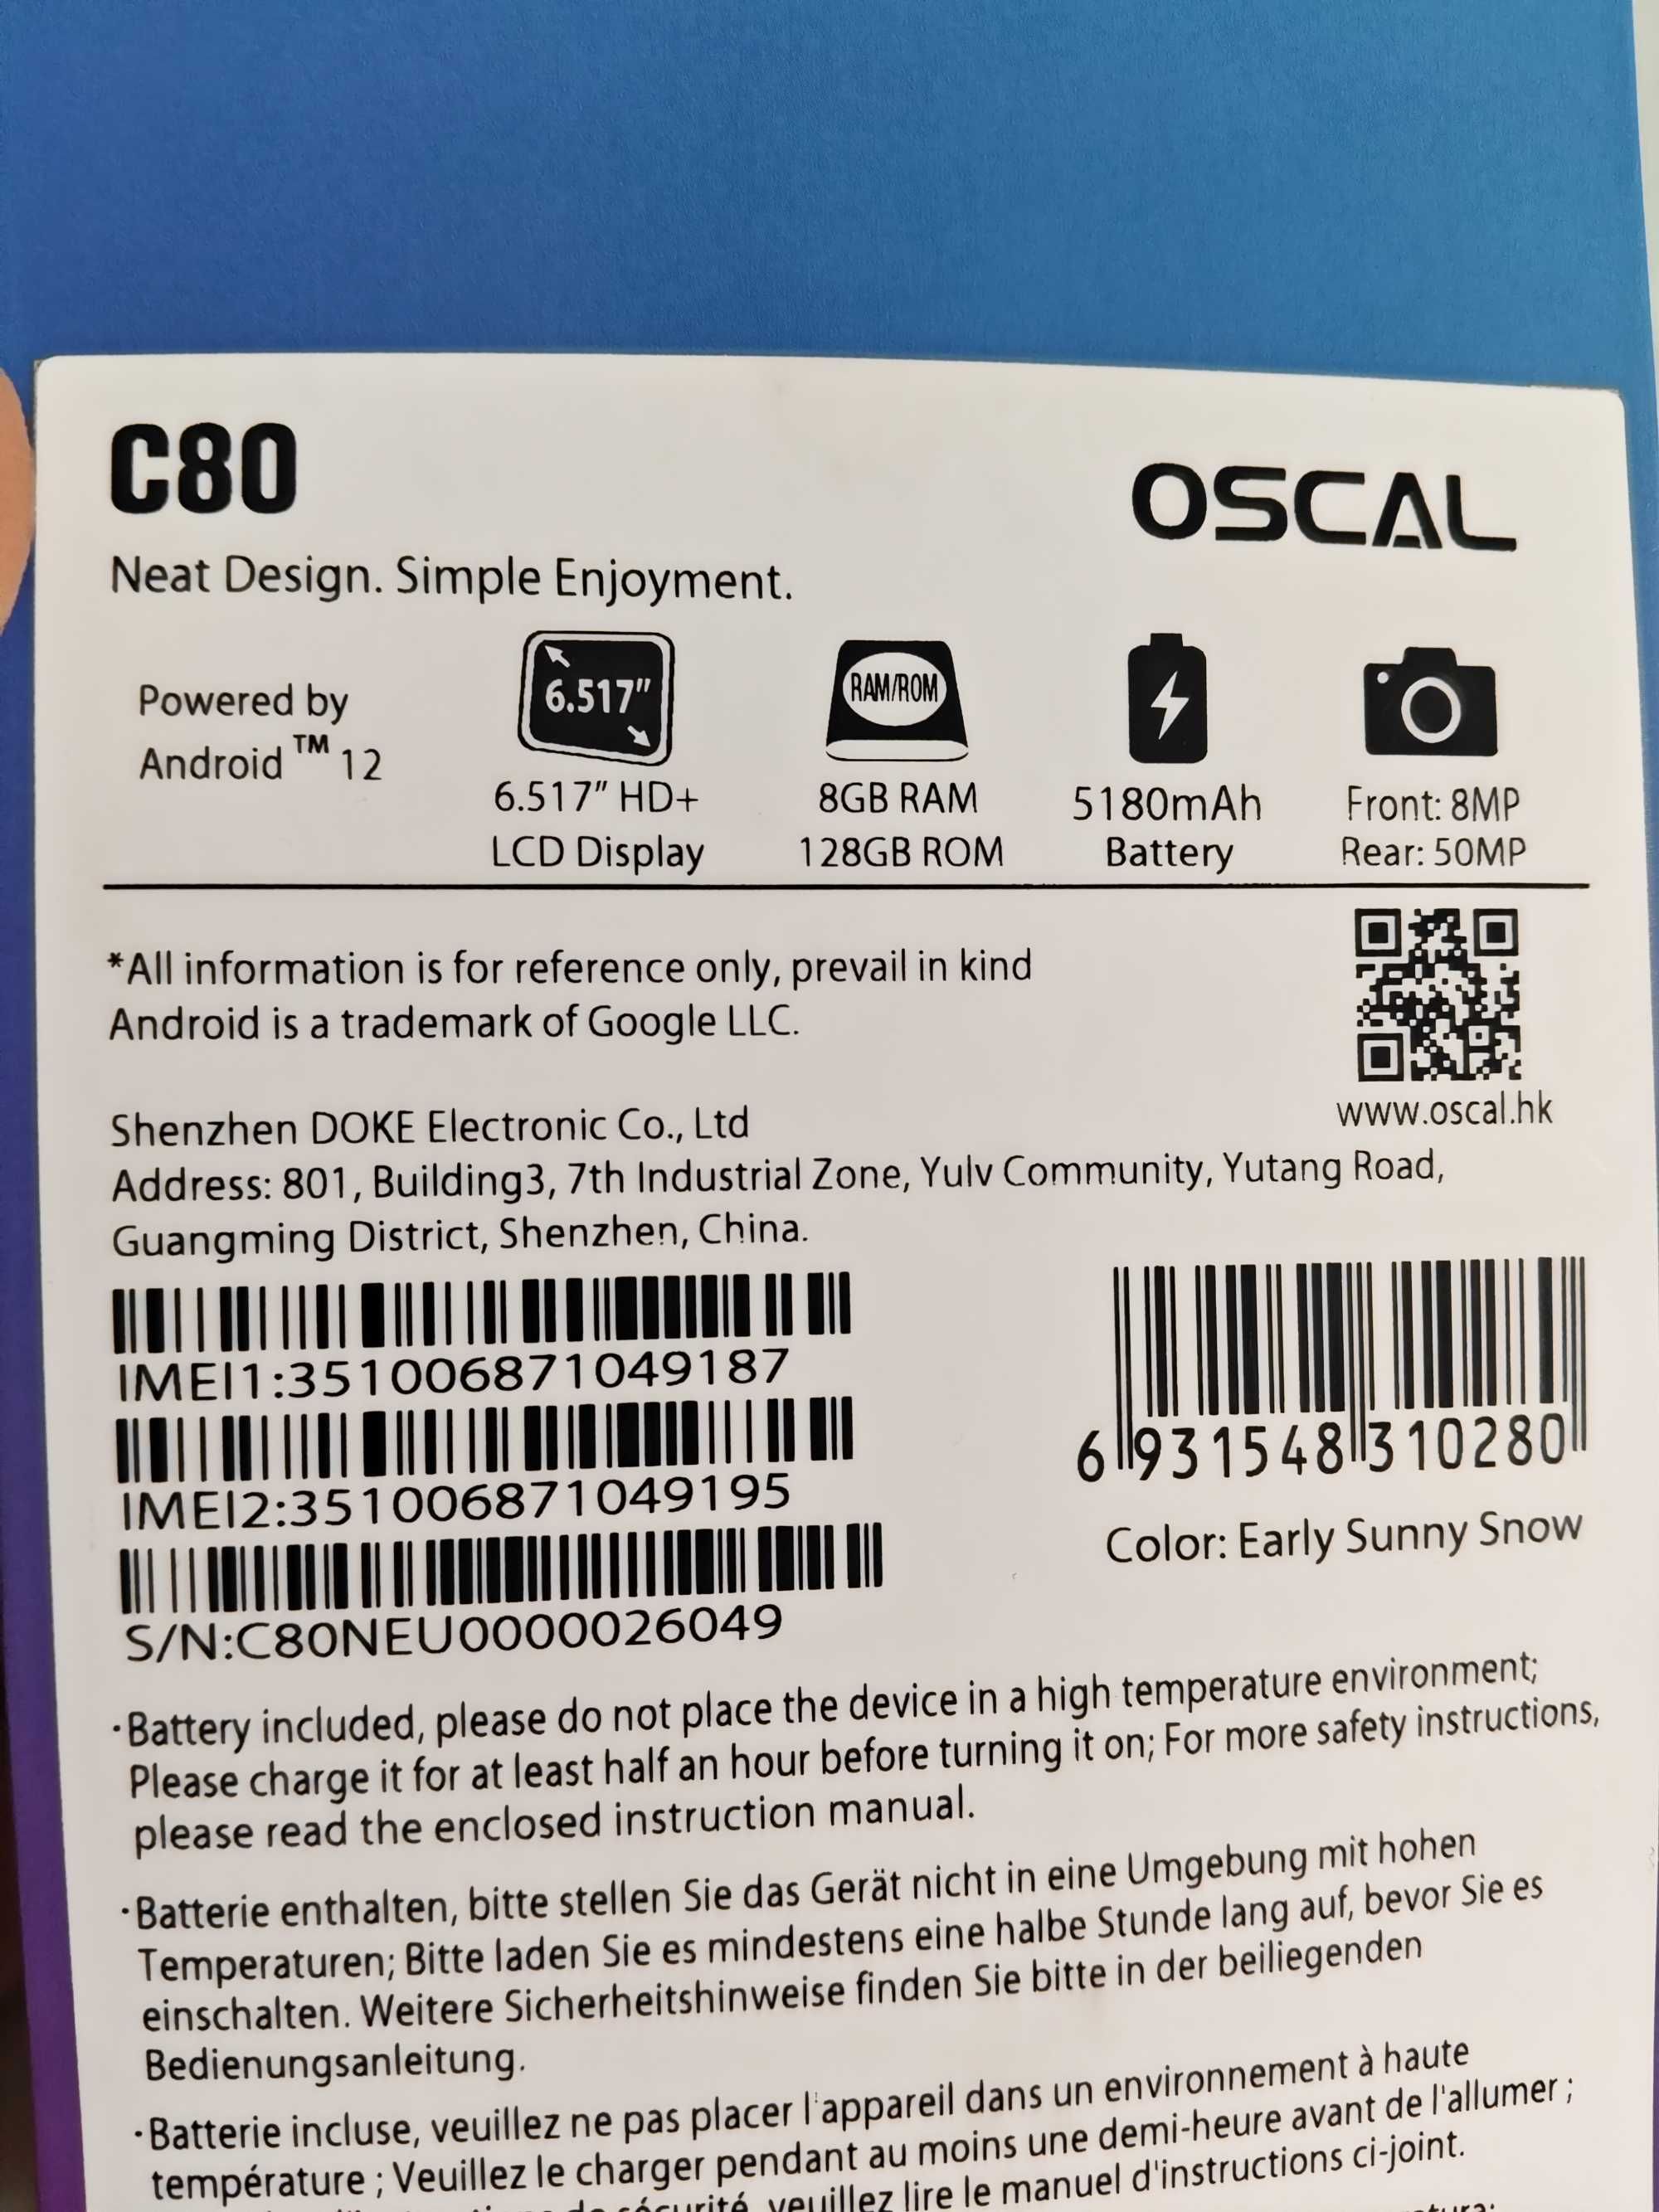 C80
OSCAL
Neat Design. Simple Enjoyment.
Powered by
Android™ 12
6.517"
6.517" HD+
LCD Display
RAM/ROM
8GB RAM
128GB ROM
5180mAh
Battery
Front: 8MP
Rear: 50MP
*All information is for reference only, prevail in kind
Android is a trademark of Google LLC.
www.oscal.hk
Shenzhen DOKE Electronic Co., Ltd
Address: 801, Building3, 7th Industrial Zone, Yulv Community, Yutang Road,
Guangming District, Shenzhen, China.
IMEI1:351006871049187
IMEI2:351006871049195
S/N:C80NEU0000026049
6 931548 310280
Color: Early Sunny Snow
·Battery included, please do not place the device in a high temperature environment;
Please charge it for at least half an hour before turning it on; For more safety instructions,
please read the enclosed instruction manual.
·Batterie enthalten, bitte stellen Sie das Gerät nicht in eine Umgebung mit hohen
Temperaturen; Bitte laden Sie es mindestens eine halbe Stunde lang auf, bevor Sie es
einschalten. Weitere Sicherheitshinweise finden Sie bitte in der beiliegenden
Bedienungsanleitung.
·Batterie incluse, veuillez ne pas placer l'appareil dans un environnement à haute
température ; Veuillez le charger pendant au moins une demi-heure avant de l'allumer ;
sécurité, veuillez lire le manuel d'instructions ci-joint.